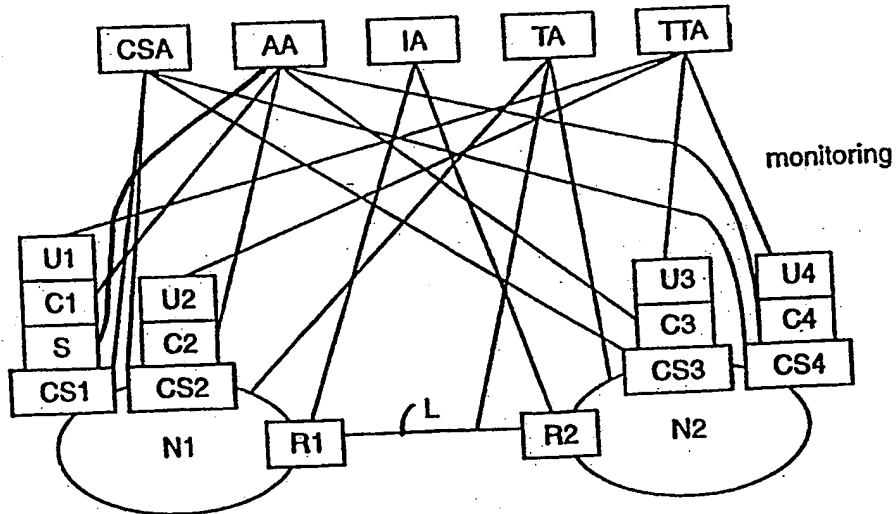 CSA AA IA TA TTA
monitoring
U1
C1
S
CS1
U2
C2
CS2
U3
C3
CS3
U4
C4
CS4
N1
R1
L
R2
N2